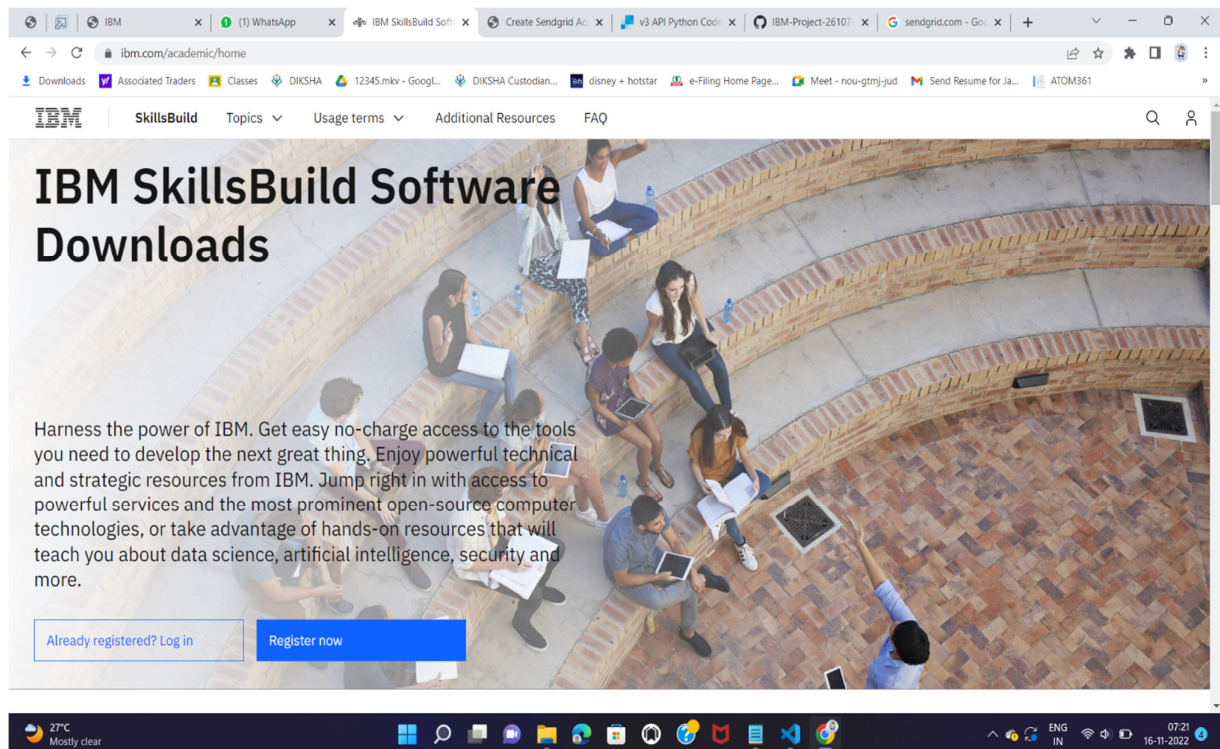 IBM
(1) WhatsApp
IBM SkillsBuild Soft
Create Sendgrid Acc
v3 API Python Code
IBM-Project-26107-
sendgrid.com - Goo
ibm.com/academic/home
Downloads
Associated Traders
Classes
DIKSHA
12345.mkv - Googl...
DIKSHA Custodian...
disney + hotstar
e-Filing Home Page...
Meet - nou-gtmj-jud
Send Resume for Ja...
ATOM361
IBM
SkillsBuild
Topics
Usage terms
Additional Resources
FAQ
IBM SkillsBuild Software
Downloads
Harness the power of IBM. Get easy no-charge access to the tools
you need to develop the next great thing. Enjoy powerful technical
and strategic resources from IBM. Jump right in with access to
powerful services and the most prominent open-source computer
technologies, or take advantage of hands-on resources that will
teach you about data science, artificial intelligence, security and
more.
Already registered? Log in
Register now
27°C
Mostly clear
ENG
IN
07:21
16-11-2022
4